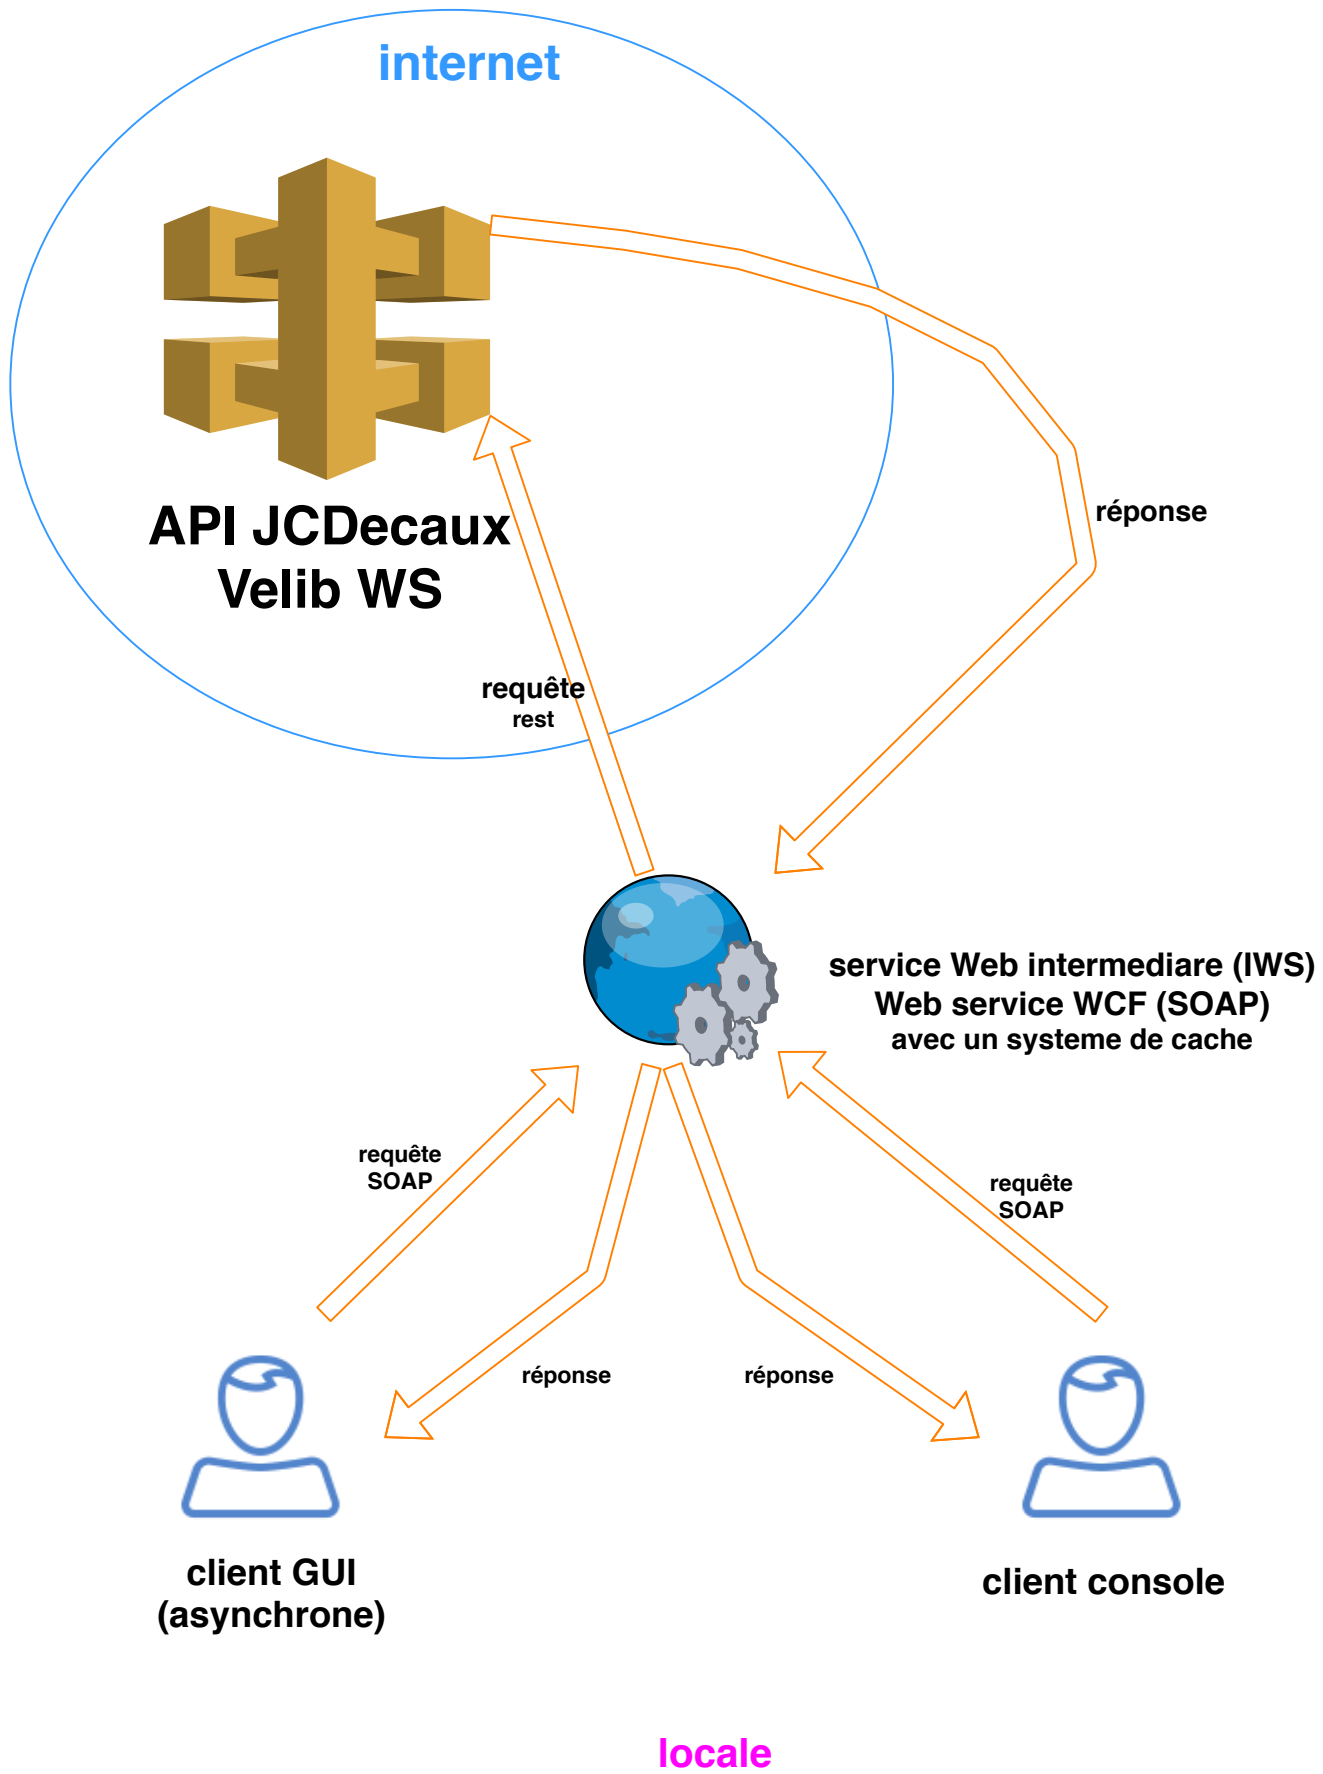 internet
API JCDecaux
Velib WS
réponse
requête
rest
service Web intermediare (IWS)
Web service WCF (SOAP)
avec un systeme de cache
requête
SOAP
requête
SOAP
réponse
réponse
client GUI
(asynchrone)
client console
locale